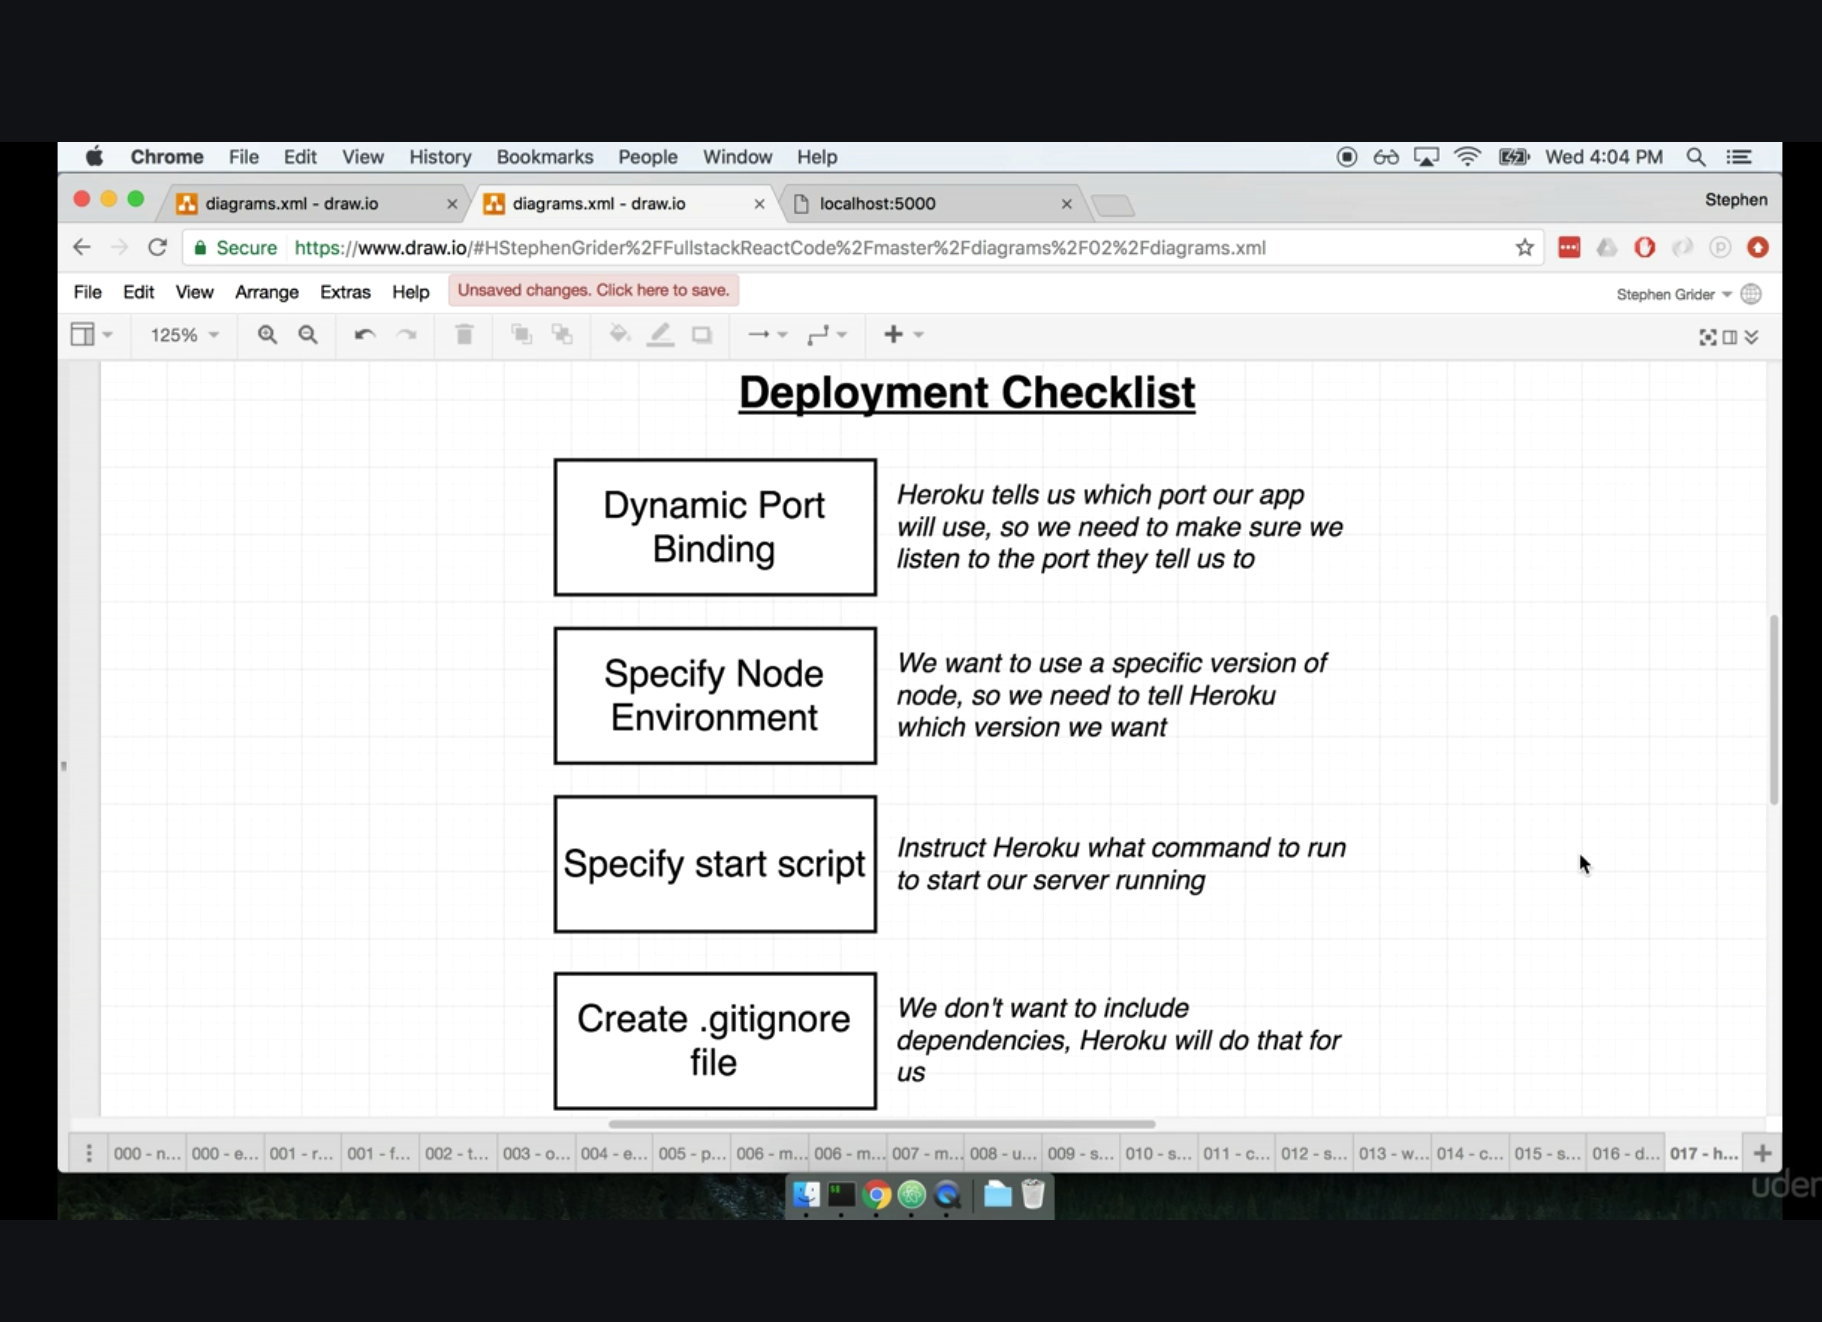 Chrome File Edit View History Bookmarks People Window Help Wed 4:04 PM
diagrams.xml - draw.io diagrams.xml - draw.io localhost:5000 Stephen
Secure https://www.draw.io/#HStephenGrider%2FFullstackReactCode%2Fmaster%2Fdiagrams%2F02%2Fdiagrams.xml
File Edit View Arrange Extras Help Unsaved changes. Click here to save. Stephen Grider
125%
Deployment Checklist
Dynamic Port
Binding
Heroku tells us which port our app
will use, so we need to make sure we
listen to the port they tell us to
Specify Node
Environment
We want to use a specific version of
node, so we need to tell Heroku
which version we want
Specify start script
Instruct Heroku what command to run
to start our server running
Create .gitignore
file
We don't want to include
dependencies, Heroku will do that for
us
000 - n... 000 - e... 001 - r... 001 - f... 002 - t... 003 - o... 004 - e... 005 - p... 006 - m... 006 - m... 007 - m... 008 - u... 009 - s... 010 - s... 011 - c... 012 - s... 013 - w... 014 - c... 015 - s... 016 - d... 017 - h...
uder